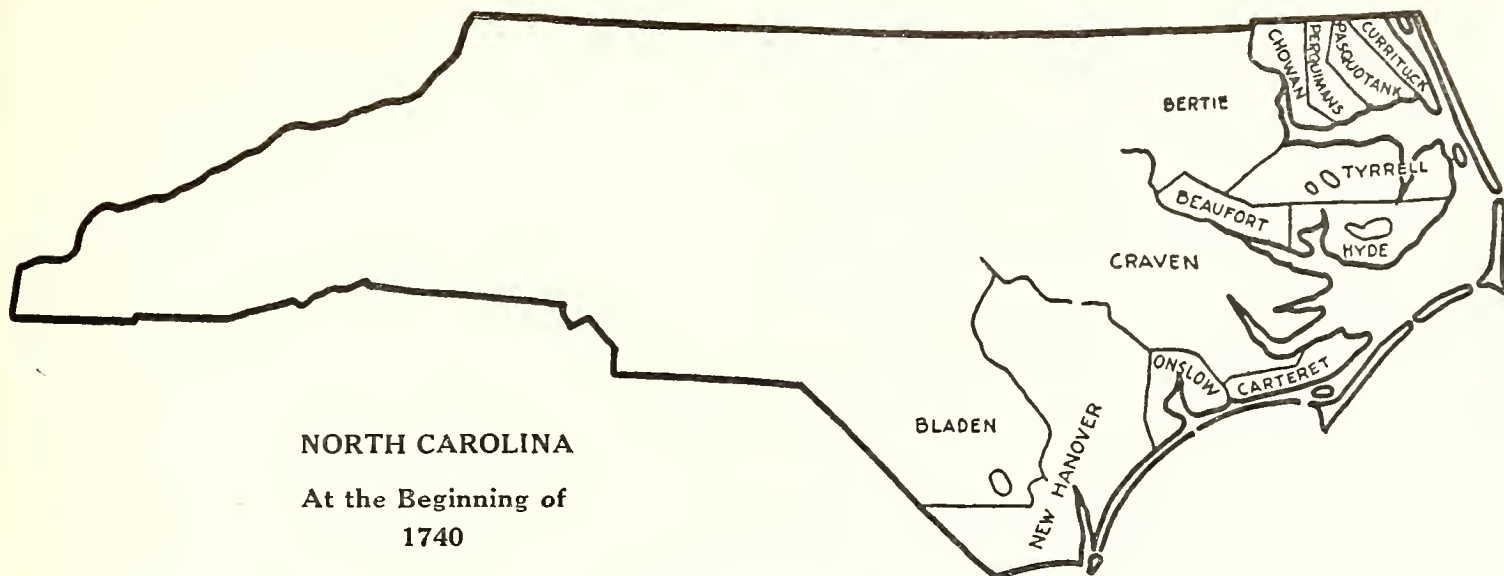 CHOWAN
PERQUIMANS
PASQUOTANK
CURRITUCK
BERTIE
TYRRELL
BEAUFORT
HYDE
CRAVEN
ONSLOW
CARTERET
BLADEN
NEW HANOVER
NORTH CAROLINA
At the Beginning of
1740